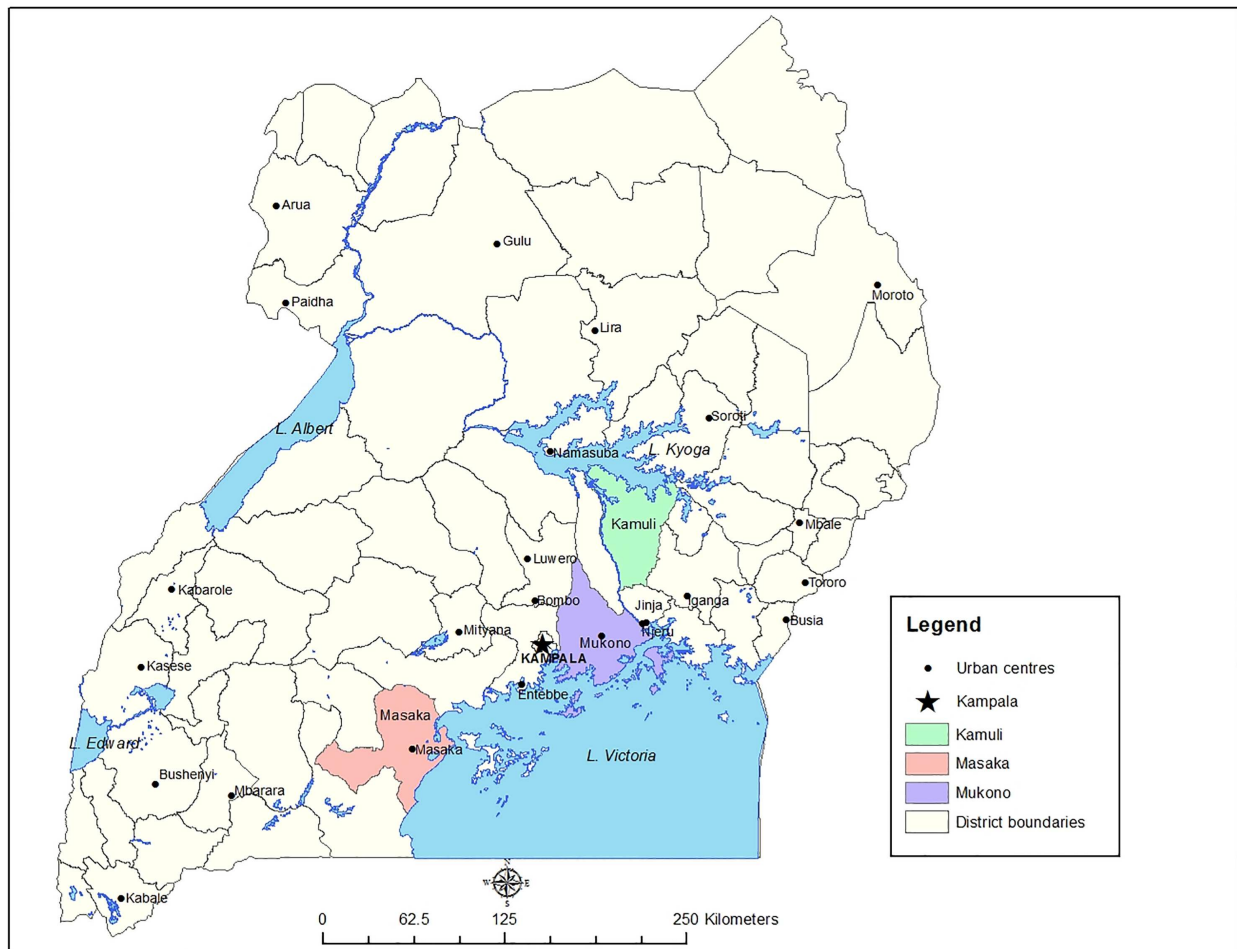 Arua
Gulu
Paidha
Moroto
Lira
Soroti
L. Albert
L. Kyoga
Namasuba
Kamuli
Mbale
Luwero
Tororo
Kabarole
Bombo
Iganga
Jinja
Busia
Mityana
Njeru
Mukono
KAMPALA
Kasese
Entebbe
Masaka
L. Edward
Masaka
L. Victoria
Bushenyi
Mbarara
Kabale
N
W E
S
0 62.5 125 250 Kilometers
Legend
Urban centres
Kampala
Kamuli
Masaka
Mukono
District boundaries